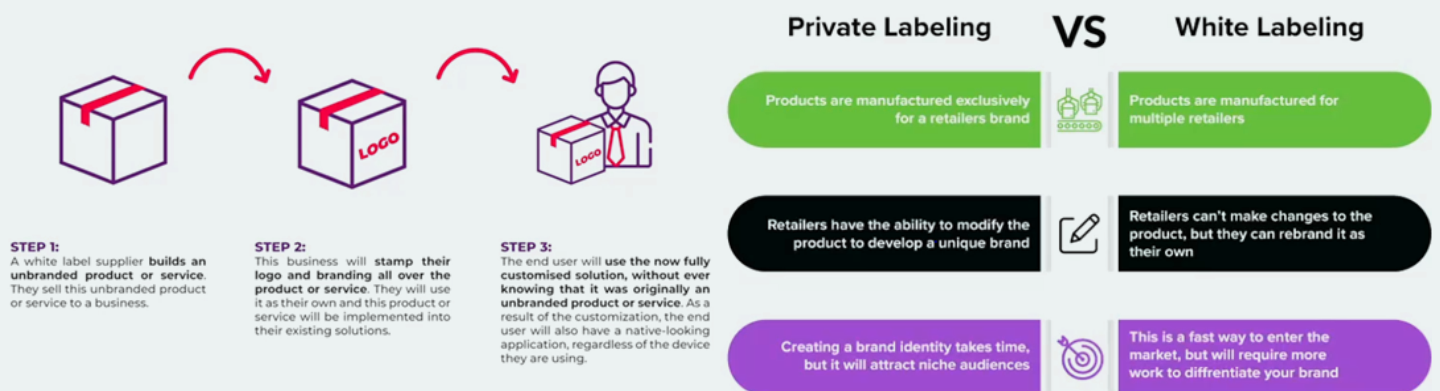 LOGO
LOGO
STEP 1:
A white label supplier builds an
unbranded product or service.
They sell this unbranded product
or service to a business.
STEP 2:
This business will stamp their
logo and branding all over the
product or service. They will use
it as their own and this product or
service will be implemented into
their existing solutions.
STEP 3:
The end user will use the now fully
customised solution, without ever
knowing that it was originally an
unbranded product or service. As a
result of the customization, the end
user will also have a native-looking
application, regardless of the device
they are using.
Private Labeling
VS
White Labeling
Products are manufactured exclusively
for a retailers brand
Products are manufactured for
multiple retailers
Retailers have the ability to modify the
product to develop a unique brand
Retailers can't make changes to the
product, but they can rebrand it as
their own
Creating a brand identity takes time,
but it will attract niche audiences
This is a fast way to enter the
market, but will require more
work to diffrentiate your brand